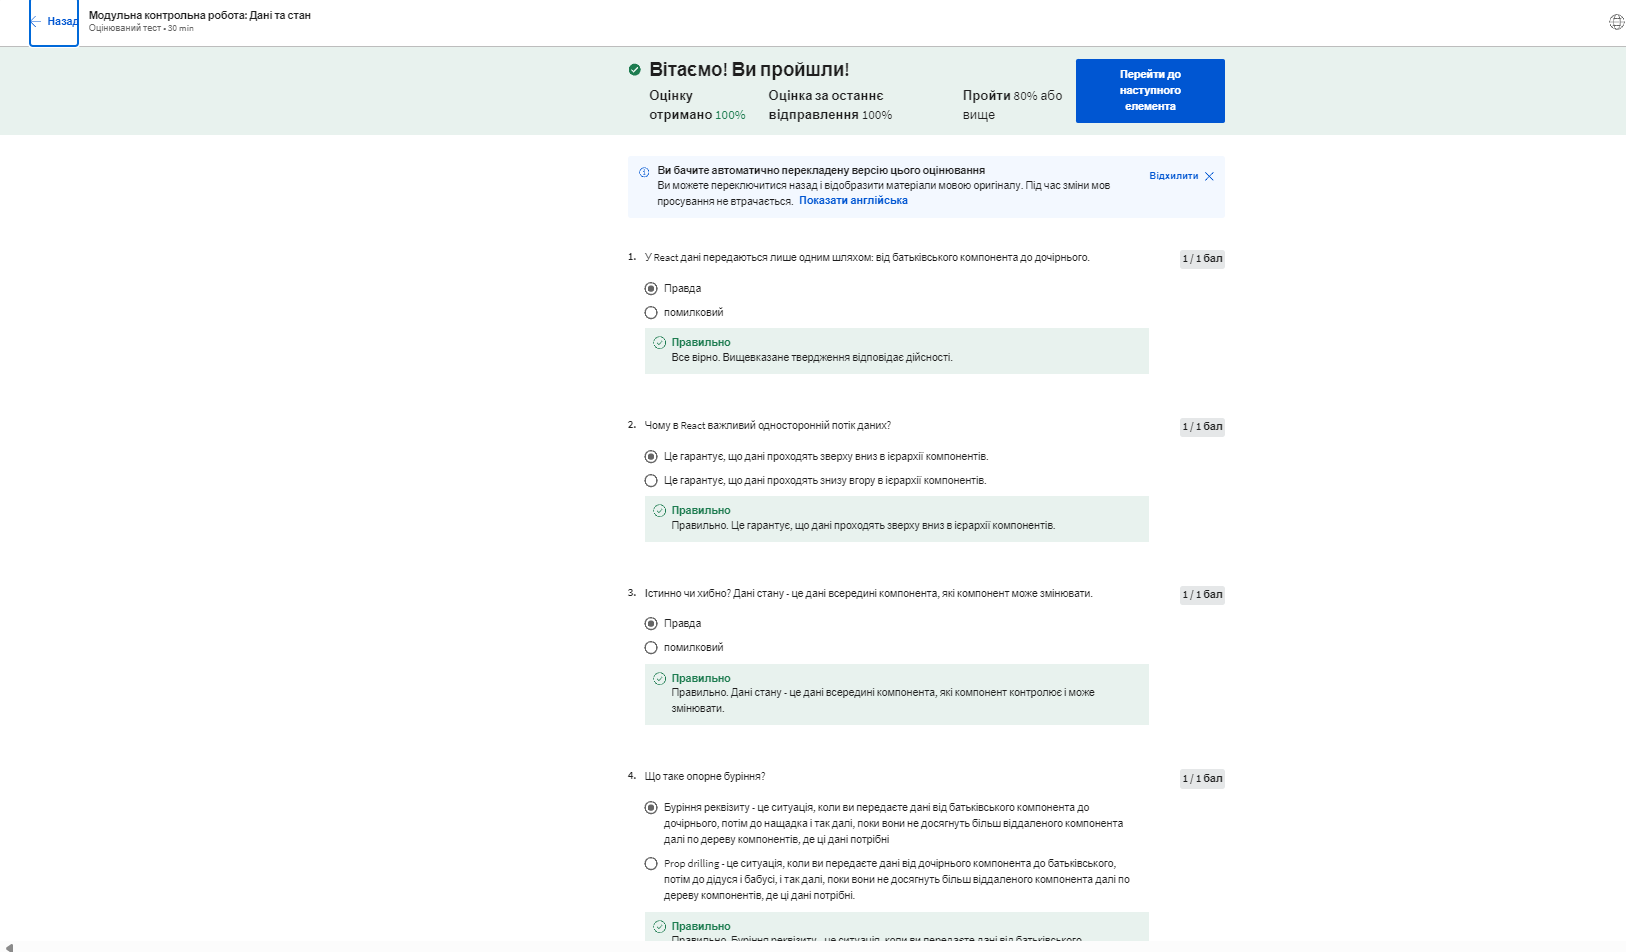 Назад
Модульна контрольна робота: Дані та стан
Оцінюваний тест • 30 min
Вітаємо! Ви пройшли!
Оцінку отримано 100%
Оцінка за останнє відправлення 100%
Пройти 80% або вище
Перейти до наступного елемента
Ви бачите автоматично перекладену версію цього оцінювання
Відхилити
Ви можете переключитися назад і відобразити матеріали мовою оригіналу. Під час зміни мов
просування не втрачається. Показати англійська
1. У React дані передаються лише одним шляхом: від батьківського компонента до дочірнього.
1 / 1 бал
Правда
помилковий
Правильно
Все вірно. Вищевказане твердження відповідає дійсності.
2. Чому в React важливий односторонній потік даних?
1 / 1 бал
Це гарантує, що дані проходять зверху вниз в ієрархії компонентів.
Це гарантує, що дані проходять знизу вгору в ієрархії компонентів.
Правильно
Правильно. Це гарантує, що дані проходять зверху вниз в ієрархії компонентів.
3. Істинно чи хибно? Дані стану - це дані всередині компонента, які компонент може змінювати.
1 / 1 бал
Правда
помилковий
Правильно
Правильно. Дані стану - це дані всередині компонента, які компонент контролює і може
змінювати.
4. Що таке опорне буріння?
1 / 1 бал
Буріння реквізиту - це ситуація, коли ви передаєте дані від батьківського компонента до
дочірнього, потім до нащадка і так далі, поки вони не досягнуть більш віддаленого компонента
далі по дереву компонентів, де ці дані потрібні
Prop drilling - це ситуація, коли ви передаєте дані від дочірнього компонента до батьківського,
потім до дідуся і бабусі, і так далі, поки вони не досягнуть більш віддаленого компонента далі по
дереву компонентів, де ці дані потрібні.
Правильно
Правильно. Буріння реквізиту - це ситуація, коли ви передаєте дані від батьківського